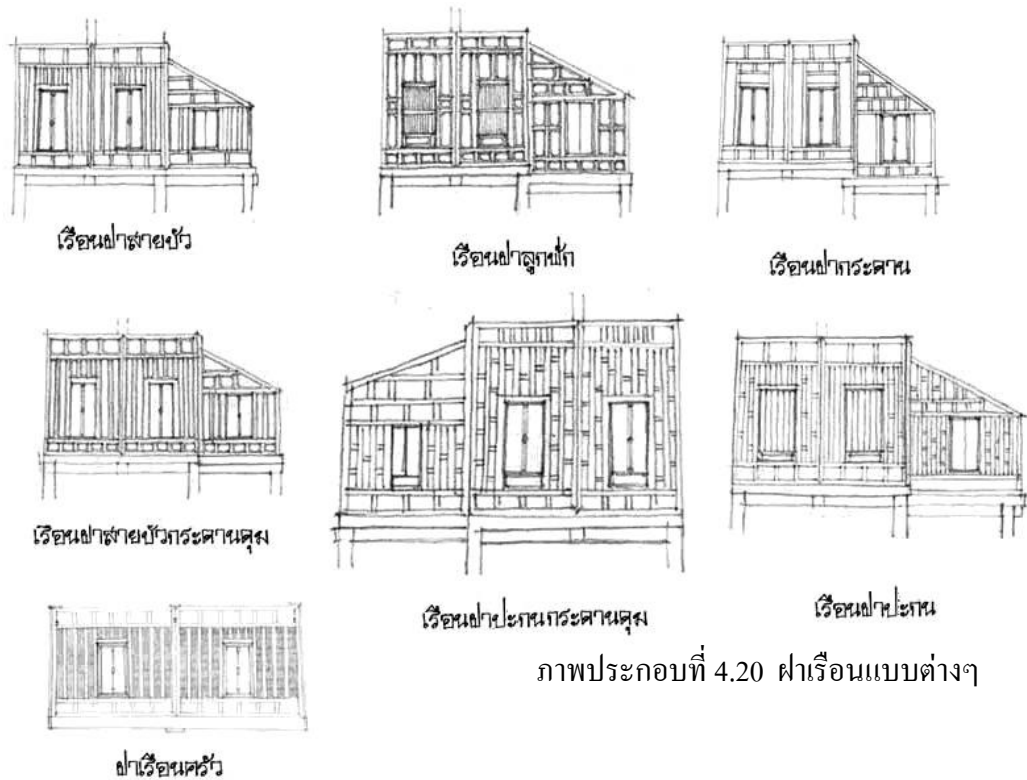 เรือนฝาสายบัว
เรือนฝาลูกฟัก
เรือนฝากระดาน
เรือนฝาสายบัวกระดานดุม
เรือนฝาปะกนกระดานดุม
เรือนฝาปะกน
ภาพประกอบที่ 4.20 ฝาเรือนแบบต่างๆ
ฝาเรือนครัว